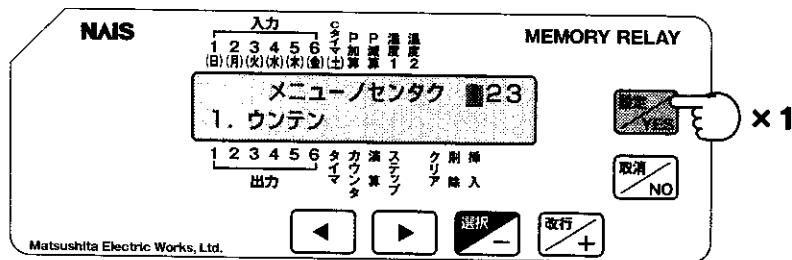 NAIS
MEMORY RELAY
入力
1 2 3 4 5 6 Cタイマ P加算 P減算 温度1 温度2
(日)(月)(火)(水)(木)(金)(土)
メニューノセンタク █23
1. ウンテン
1 2 3 4 5 6 タイマ カウンタ 演算 ステップ クリア 削除 挿入
出力
設定/YES
×1
取消/NO
◀ ▶ 選択/− 改行/+
Matsushita Electric Works, Ltd.